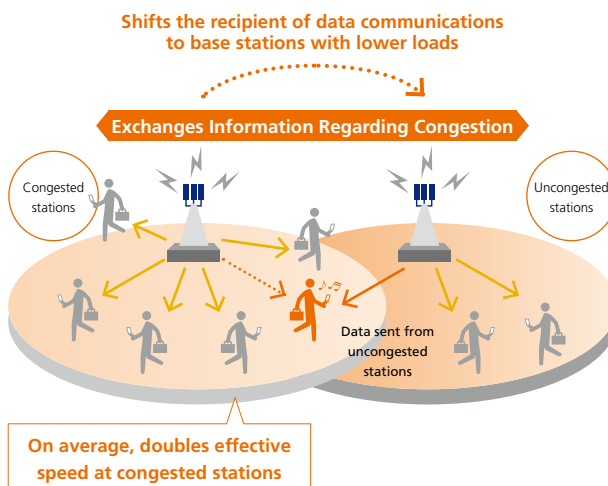 Shifts the recipient of data communications
to base stations with lower loads
Exchanges Information Regarding Congestion
Congested
stations
Uncongested
stations
Data sent from
uncongested
stations
On average, doubles effective
speed at congested stations